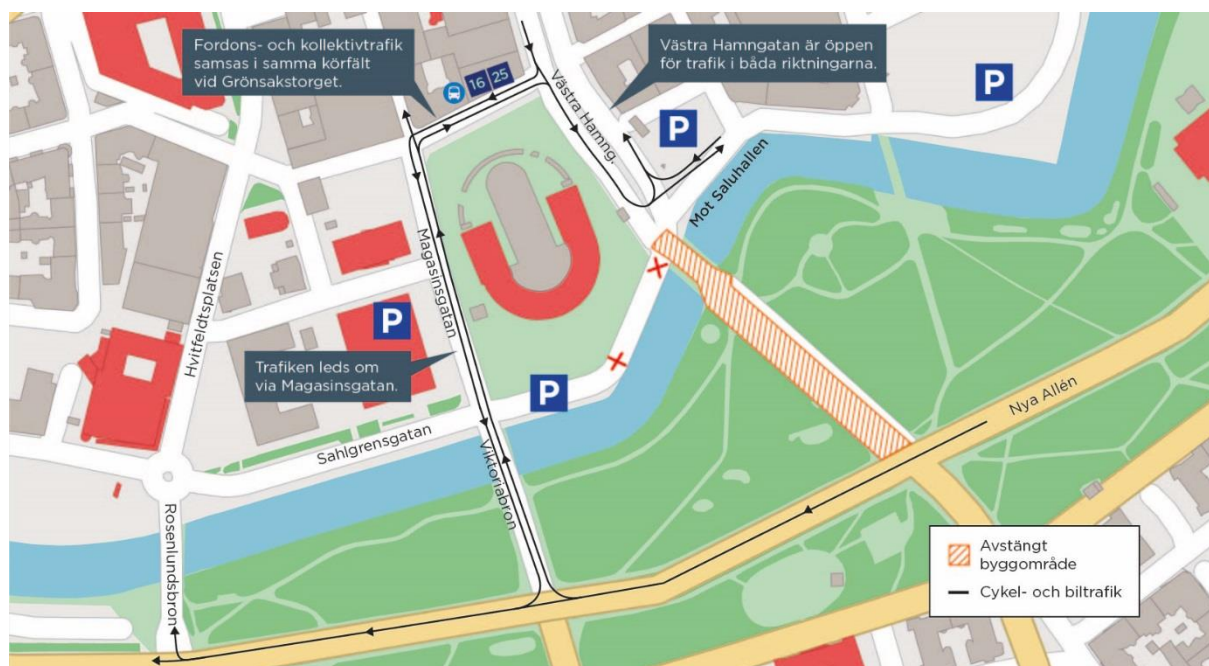 Fordons- och kollektivtrafik
samsas i samma körfält
vid Grönsakstorget.
16
25
Västra Hamngatan är öppen
för trafik i båda riktningarna.
P
Västra Hamng.
P
Mot Saluhallen
Hvitfeldtsplatsen
Magasinsgatan
P
Trafiken leds om
via Magasinsgatan.
P
Nya Allén
Sahlgrensgatan
Viktoriabron
Rosenlundsbron
Avstängt
byggområde
Cykel- och biltrafik